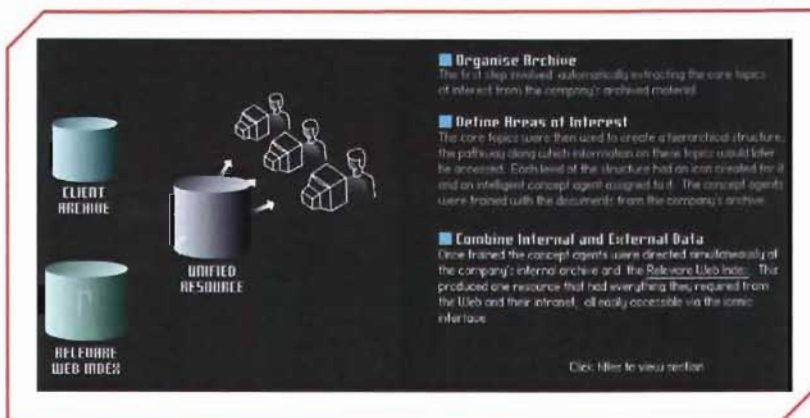 CLIENT
ARCHIVE
UNIFIED
RESOURCE
RELEVARE
WEB INDEX
Organise Archive
The first step involved automatically extracting the core topics
of interest from the company's archived material
Define Areas of Interest
The core topics were then used to create a hierarchical structure,
the pathway along which information on these topics would later
be accessed. Each level of the structure had an icon created for it
and an intelligent concept agent assigned to it. The concept agents
were trained with the documents from the company's archive
Combine Internal and External Data
Once trained the concept agents were directed simultaneously at
the company's internal archive and the Relevare Web Index. This
produced one resource that had everything they required from
the Web and their intranet, all easily accessible via the iconic
interface
Click titles to view section